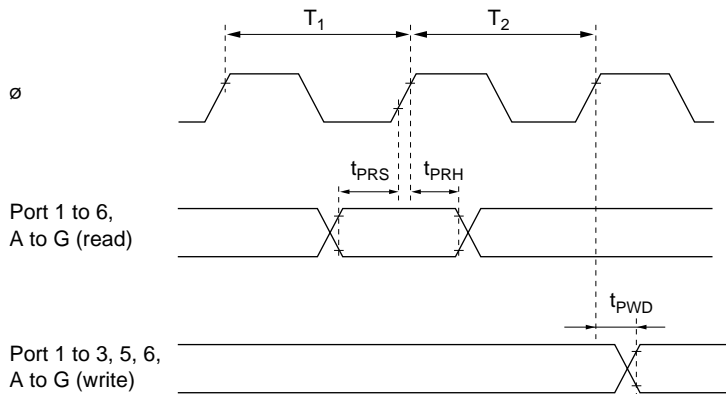 T1 T2
ø
tPRS tPRH
Port 1 to 6,
A to G (read)
tPWD
Port 1 to 3, 5, 6,
A to G (write)